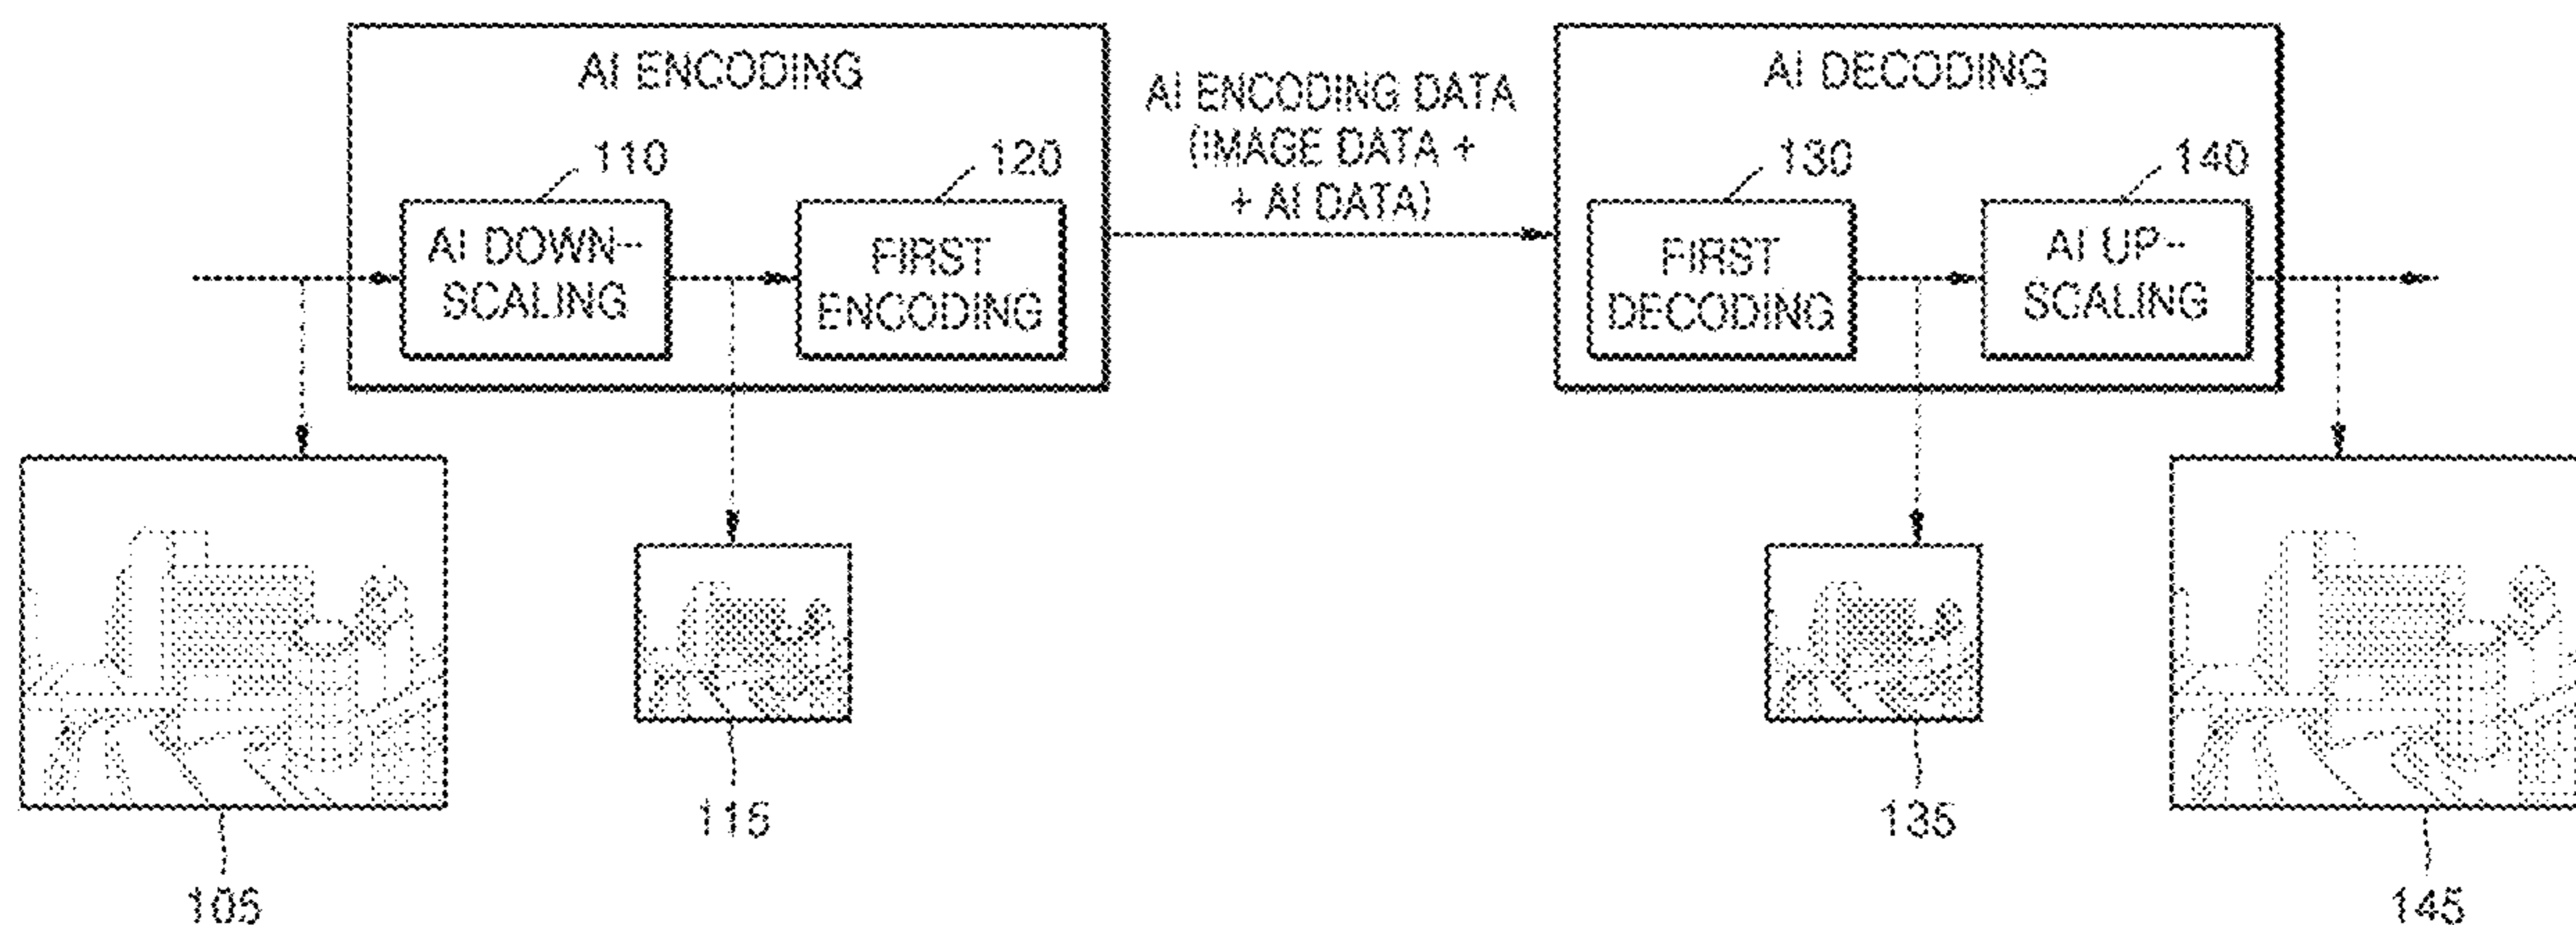 AI ENCODING
110
120
AI DOWN-
SCALING
FIRST
ENCODING
AI ENCODING DATA
(IMAGE DATA +
+ AI DATA)
AI DECODING
130
140
FIRST
DECODING
AI UP-
SCALING
115
135
105
145